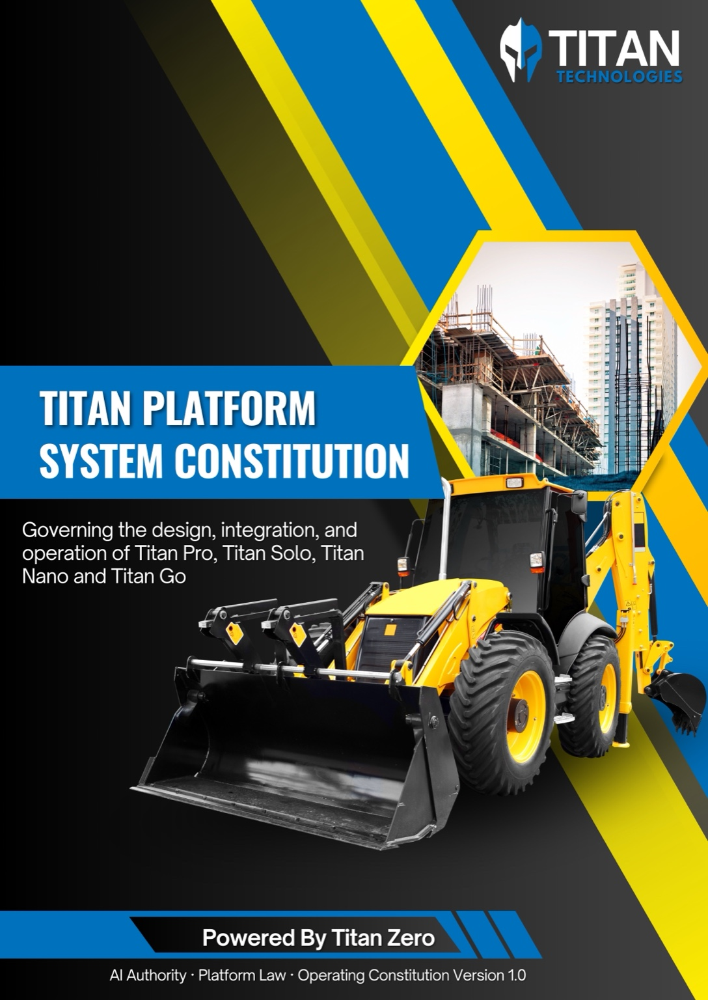 TITAN
TECHNOLOGIES
TITAN PLATFORM
SYSTEM CONSTITUTION
Governing the design, integration, and
operation of Titan Pro, Titan Solo, Titan
Nano and Titan Go
Powered By Titan Zero
AI Authority · Platform Law · Operating Constitution Version 1.0